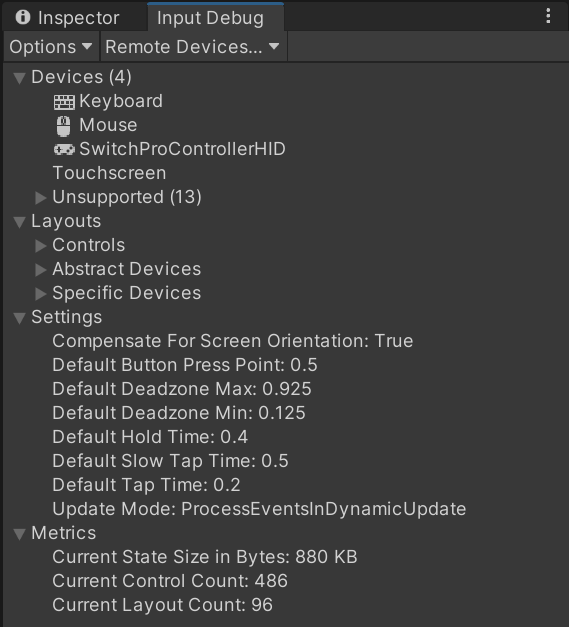 Inspector
Input Debug
Options
Remote Devices...
Devices (4)
Keyboard
Mouse
SwitchProControllerHID
Touchscreen
Unsupported (13)
Layouts
Controls
Abstract Devices
Specific Devices
Settings
Compensate For Screen Orientation: True
Default Button Press Point: 0.5
Default Deadzone Max: 0.925
Default Deadzone Min: 0.125
Default Hold Time: 0.4
Default Slow Tap Time: 0.5
Default Tap Time: 0.2
Update Mode: ProcessEventsInDynamicUpdate
Metrics
Current State Size in Bytes: 880 KB
Current Control Count: 486
Current Layout Count: 96